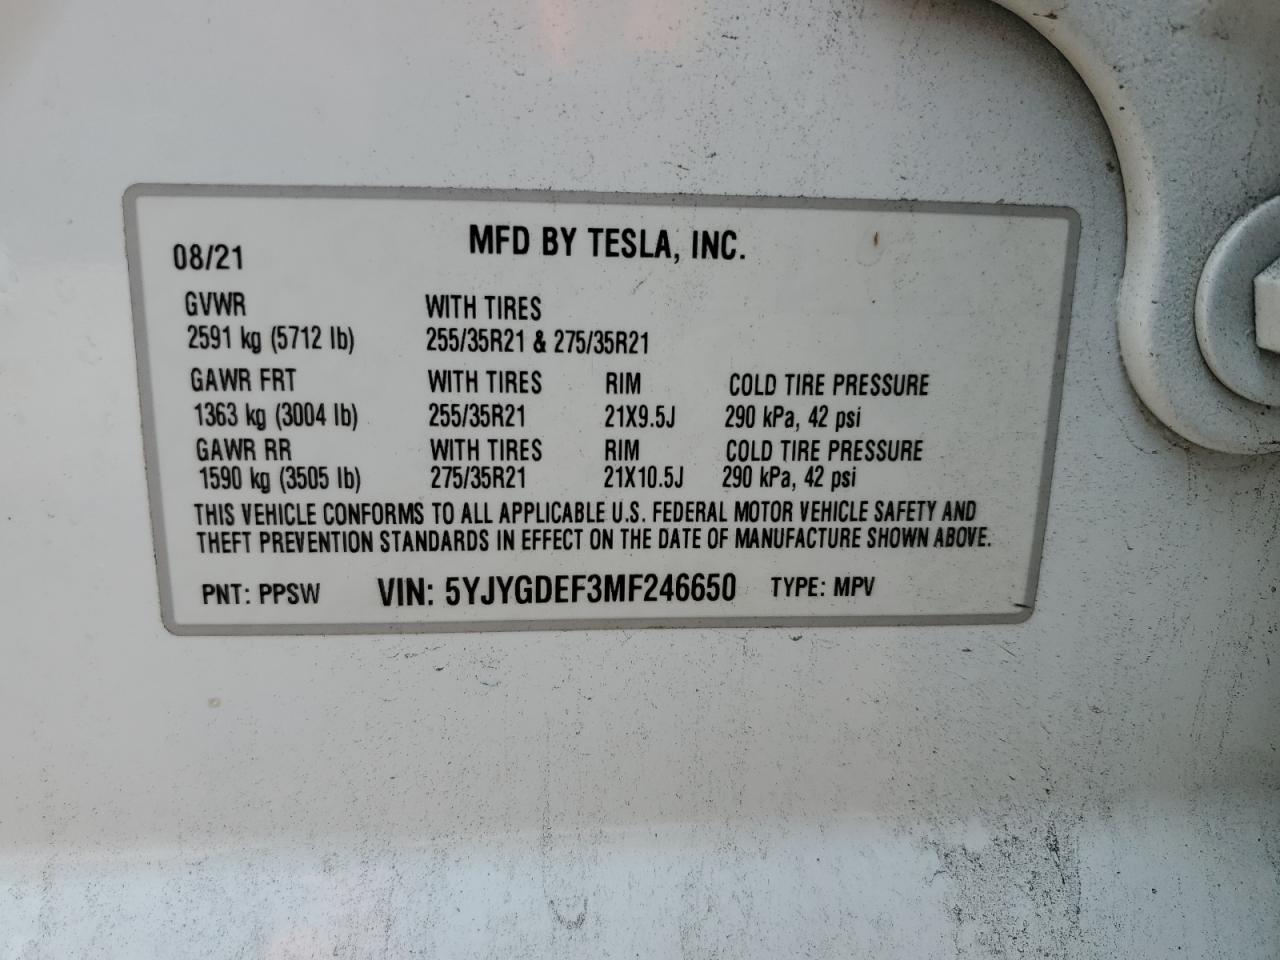 MFD BY TESLA, INC.
08/21
GVWR WITH TIRES
2591 kg (5712 lb) 255/35R21 & 275/35R21
GAWR FRT WITH TIRES RIM COLD TIRE PRESSURE
1363 kg (3004 lb) 255/35R21 21X9.5J 290 kPa, 42 psi
GAWR RR WITH TIRES RIM COLD TIRE PRESSURE
1590 kg (3505 lb) 275/35R21 21X10.5J 290 kPa, 42 psi
THIS VEHICLE CONFORMS TO ALL APPLICABLE U.S. FEDERAL MOTOR VEHICLE SAFETY AND
THEFT PREVENTION STANDARDS IN EFFECT ON THE DATE OF MANUFACTURE SHOWN ABOVE.
PNT: PPSW VIN: 5YJYGDEF3MF246650 TYPE: MPV